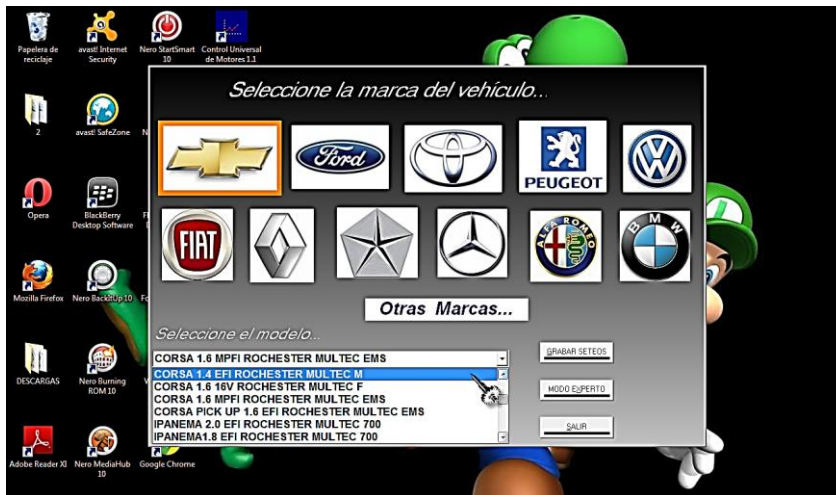 Papelera de
reciclaje
avast! Internet
Security
Nero StartSmart
10
Control Universal
de Motores 1.1
Seleccione la marca del vehículo...
2
avast! SafeZone
N
Ford
PEUGEOT
Opera
BlackBerry
Desktop Software
FIAT
ALFA ROMEO
BMW
Mozilla Firefox
Nero BackItUp 10
Fo
Otras Marcas...
Seleccione el modelo...
CORSA 1.6 MPFI ROCHESTER MULTEC EMS
GRABAR SETEOS
CORSA 1.4 EFI ROCHESTER MULTEC M
CORSA 1.6 16V ROCHESTER MULTEC F
CORSA 1.6 MPFI ROCHESTER MULTEC EMS
MODO EXPERTO
CORSA PICK UP 1.6 EFI ROCHESTER MULTEC EMS
IPANEMA 2.0 EFI ROCHESTER MULTEC 700
IPANEMA1.8 EFI ROCHESTER MULTEC 700
SALIR
DESCARGAS
Nero Burning
ROM 10
Adobe Reader XI
Nero MediaHub
10
Google Chrome